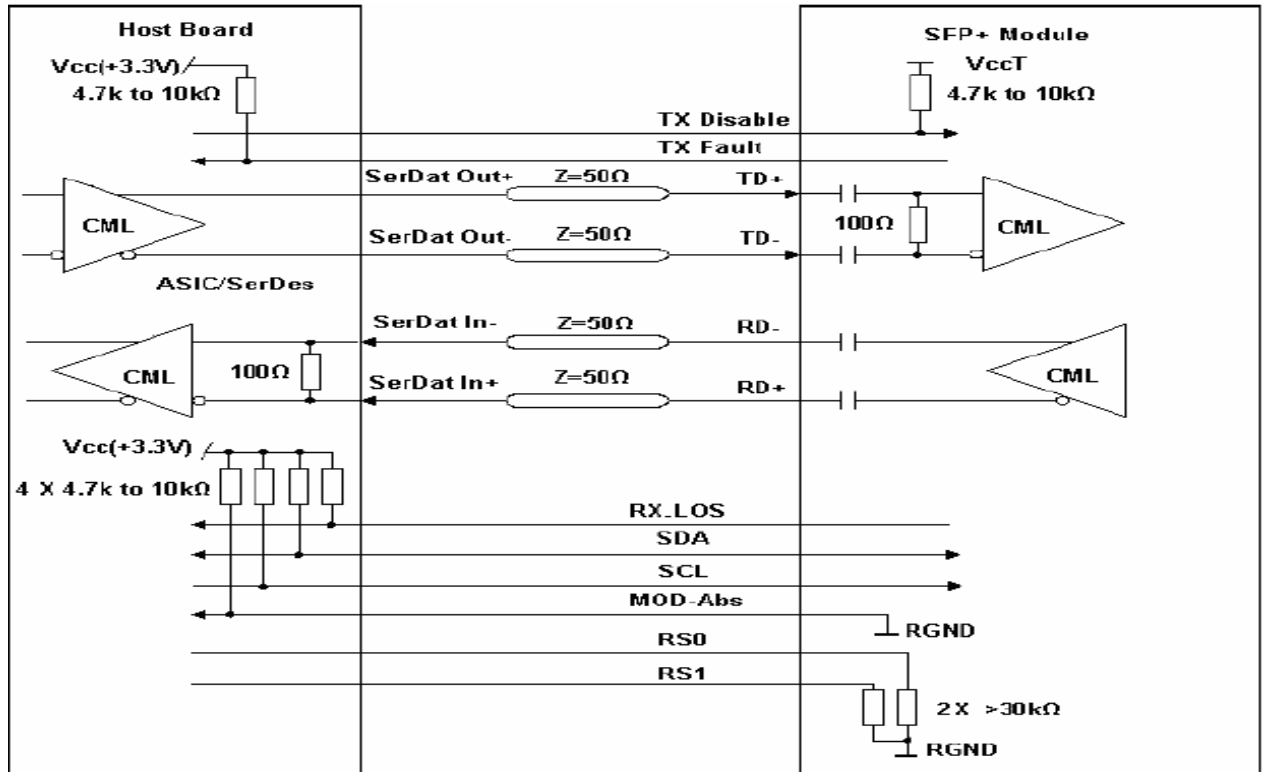 Host Board
SFP+ Module
Vcc(+3.3V)
VccT
4.7k to 10kΩ
4.7k to 10kΩ
TX Disable
TX Fault
SerDat Out+
Z=50Ω
TD+
CML
100Ω
CML
SerDat Out-
Z=50Ω
TD-
ASIC/SerDes
SerDat In-
Z=50Ω
RD-
CML
100Ω
CML
SerDat In+
Z=50Ω
RD+
Vcc(+3.3V)
4 X 4.7k to 10kΩ
RX_LOS
SDA
SCL
MOD-Abs
RGND
RS0
RS1
2X >30kΩ
RGND